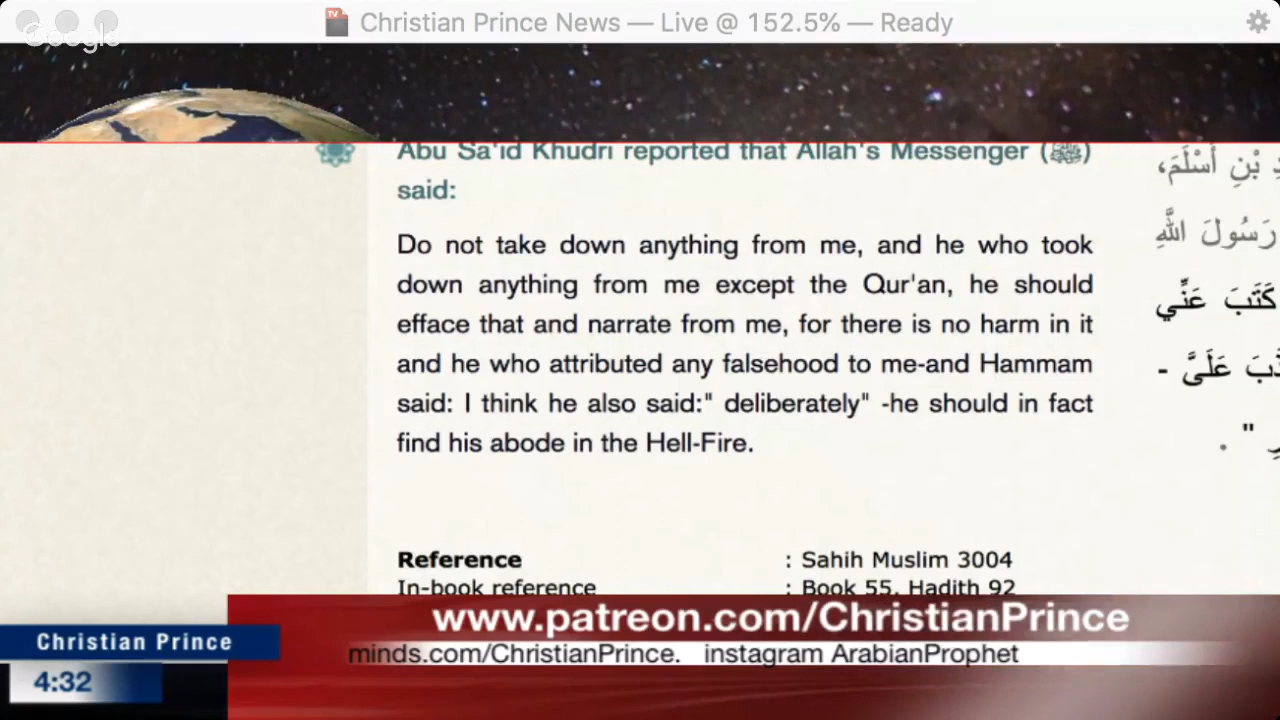 Christian Prince News — Live @ 152.5% — Ready
Google
Abu Sa'id Khudri reported that Allah's Messenger (ﷺ)
said:
Do not take down anything from me, and he who took
down anything from me except the Qur'an, he should
efface that and narrate from me, for there is no harm in it
and he who attributed any falsehood to me-and Hammam
said: I think he also said:" deliberately" -he should in fact
find his abode in the Hell-Fire.
بْنِ أَسْلَمَ،
رَسُولَ اللَّهِ
كَتَبَ عَنِّي
عَلَىَّ -
" .
Reference : Sahih Muslim 3004
In-book reference : Book 55, Hadith 92
www.patreon.com/ChristianPrince
Christian Prince
minds.com/ChristianPrince. instagram ArabianProphet
4:32